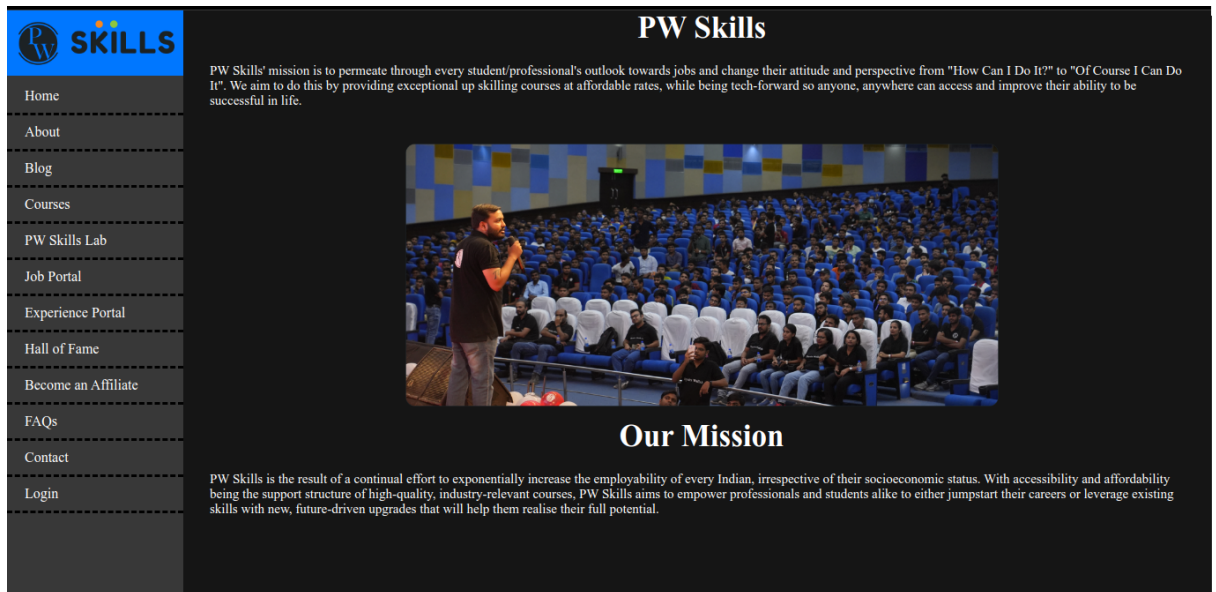 PW SKILLS
Home
About
Blog
Courses
PW Skills Lab
Job Portal
Experience Portal
Hall of Fame
Become an Affiliate
FAQs
Contact
Login
PW Skills
PW Skills' mission is to permeate through every student/professional's outlook towards jobs and change their attitude and perspective from "How Can I Do It?" to "Of Course I Can Do
It". We aim to do this by providing exceptional up skilling courses at affordable rates, while being tech-forward so anyone, anywhere can access and improve their ability to be
successful in life.
Our Mission
PW Skills is the result of a continual effort to exponentially increase the employability of every Indian, irrespective of their socioeconomic status. With accessibility and affordability
being the support structure of high-quality, industry-relevant courses, PW Skills aims to empower professionals and students alike to either jumpstart their careers or leverage existing
skills with new, future-driven upgrades that will help them realise their full potential.